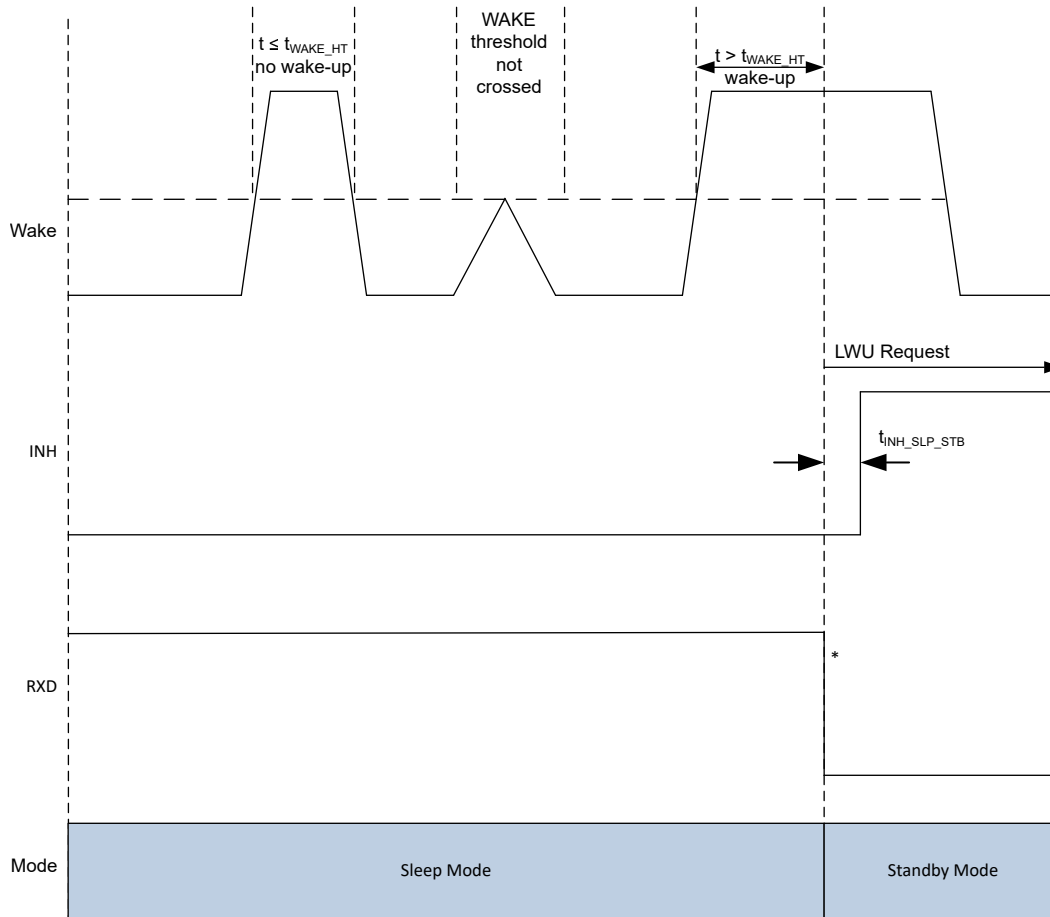 t ≤ tWAKE_HT
no wake-up
WAKE
threshold
not
crossed
t > tWAKE_HT
wake-up
Wake
LWU Request
INH
tINH_SLP_STB
RXD
*
Mode
Sleep Mode
Standby Mode